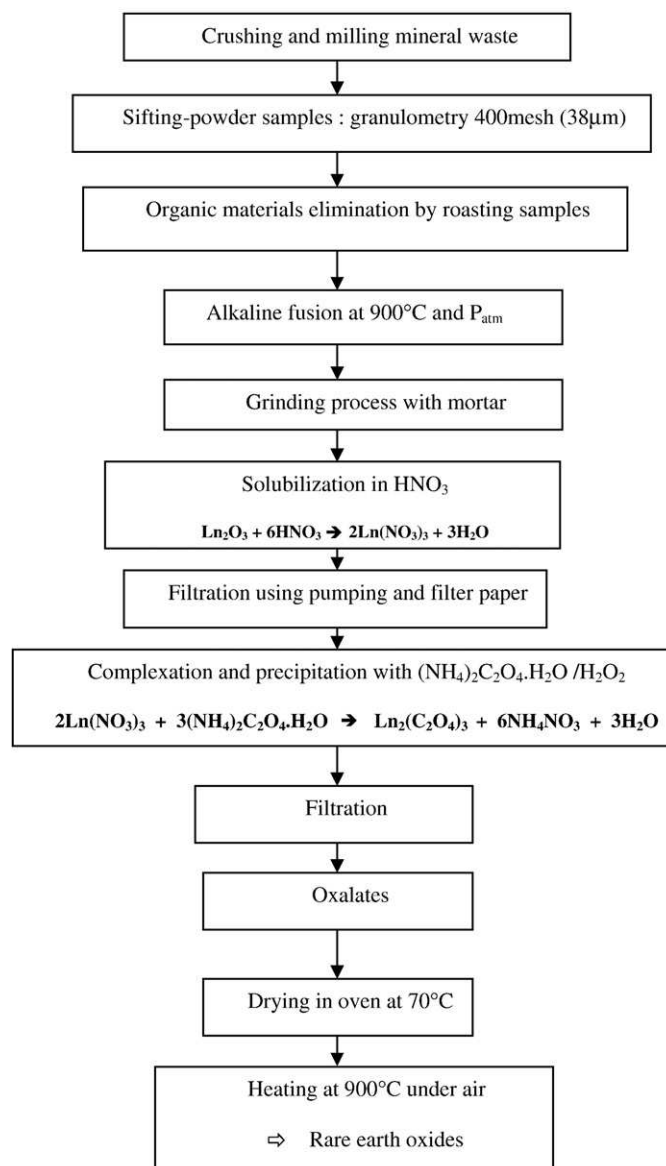 Crushing and milling mineral waste
Sifting-powder samples : granulometry 400mesh (38µm)
Organic materials elimination by roasting samples
Alkaline fusion at 900°C and Pₐₜₘ
Grinding process with mortar
Solubilization in HNO₃
Ln₂O₃ + 6HNO₃ ➔ 2Ln(NO₃)₃ + 3H₂O
Filtration using pumping and filter paper
Complexation and precipitation with (NH₄)₂C₂O₄.H₂O /H₂O₂
2Ln(NO₃)₃ + 3(NH₄)₂C₂O₄.H₂O ➔ Ln₂(C₂O₄)₃ + 6NH₄NO₃ + 3H₂O
Filtration
Oxalates
Drying in oven at 70°C
Heating at 900°C under air
⇨ Rare earth oxides